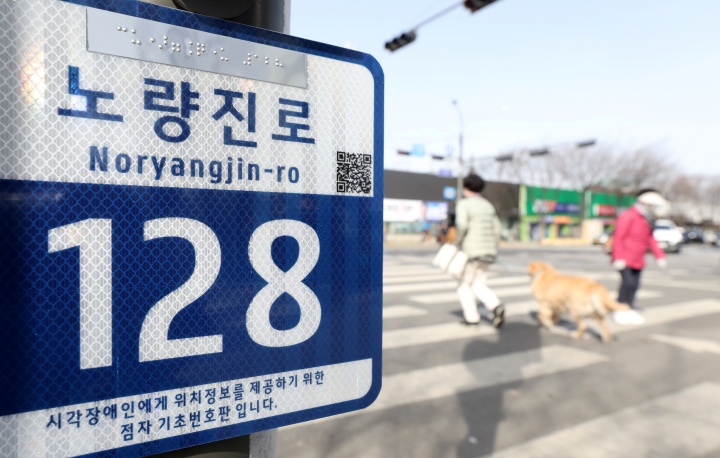 노량진로
Noryangjin-ro
128
시각장애인에게 위치정보를 제공하기 위한
점자 기초번호판 입니다.